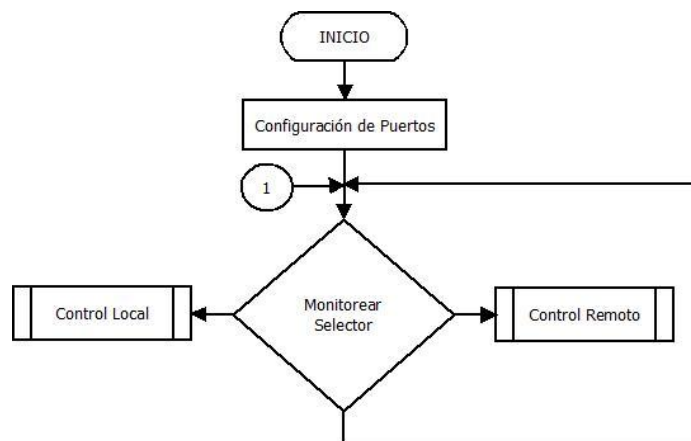 INICIO
Configuración de Puertos
1
Control Local
Monitorear
Selector
Control Remoto